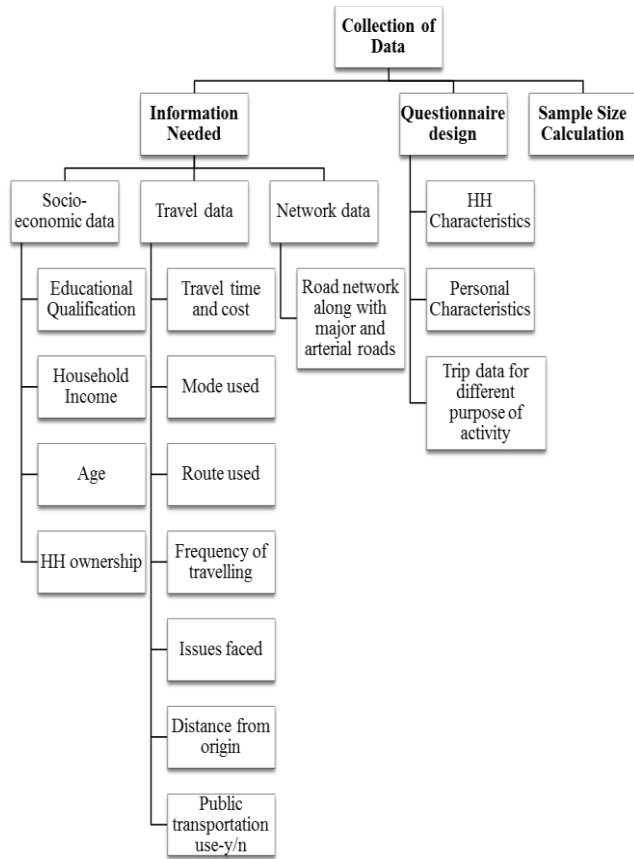 Collection of
Data
Information
Needed
Questionnaire
design
Sample Size
Calculation
Socio-
economic data
Travel data
Network data
HH
Characteristics
Educational
Qualification
Travel time
and cost
Road network
along with
major and
arterial roads
Personal
Characteristics
Household
Income
Mode used
Trip data for
different
purpose of
activity
Age
Route used
HH ownership
Frequency of
travelling
Issues faced
Distance from
origin
Public
transportation
use-y/n